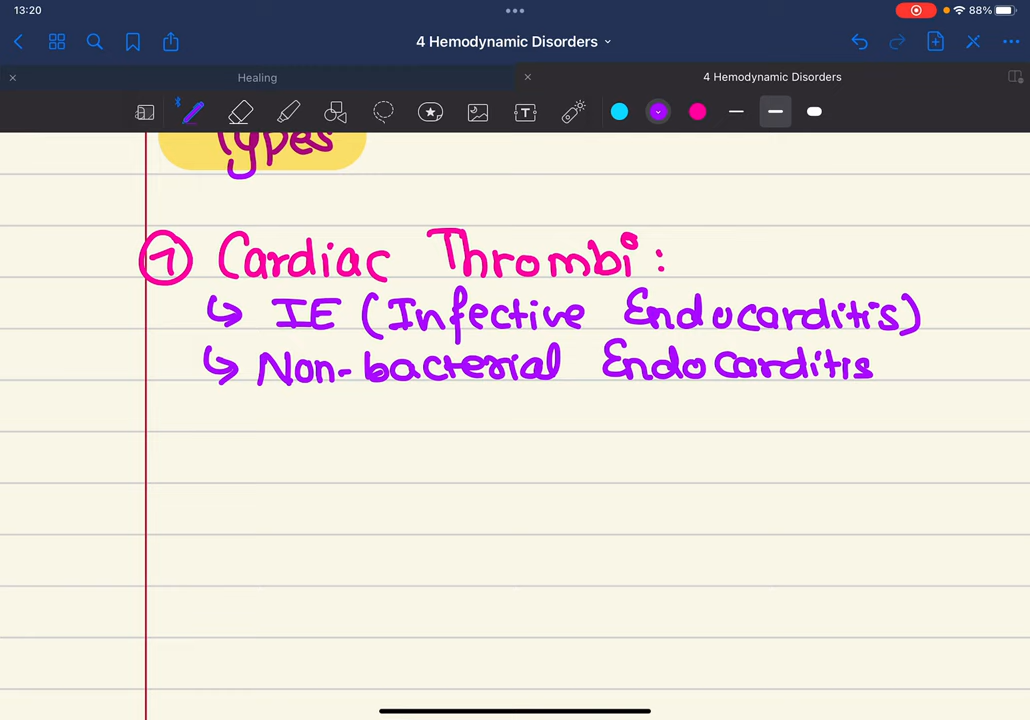 13:20
88%
4 Hemodynamic Disorders
Healing
4 Hemodynamic Disorders
Types
1 Cardiac Thrombi:
↳ IE (Infective Endocarditis)
↳ Non-bacterial Endocarditis